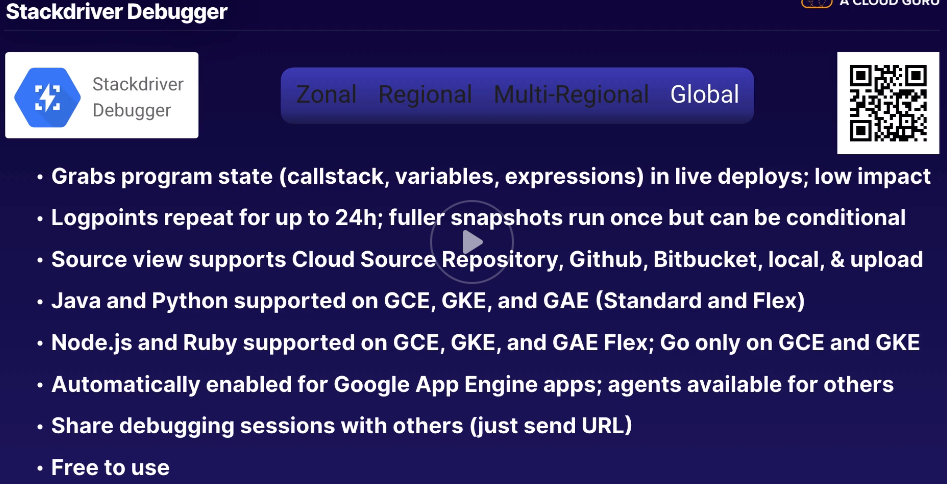 Stackdriver Debugger
A CLOUD GURU
Stackdriver
Debugger
Zonal Regional Multi-Regional Global
• Grabs program state (callstack, variables, expressions) in live deploys; low impact
• Logpoints repeat for up to 24h; fuller snapshots run once but can be conditional
• Source view supports Cloud Source Repository, Github, Bitbucket, local, & upload
• Java and Python supported on GCE, GKE, and GAE (Standard and Flex)
• Node.js and Ruby supported on GCE, GKE, and GAE Flex; Go only on GCE and GKE
• Automatically enabled for Google App Engine apps; agents available for others
• Share debugging sessions with others (just send URL)
• Free to use